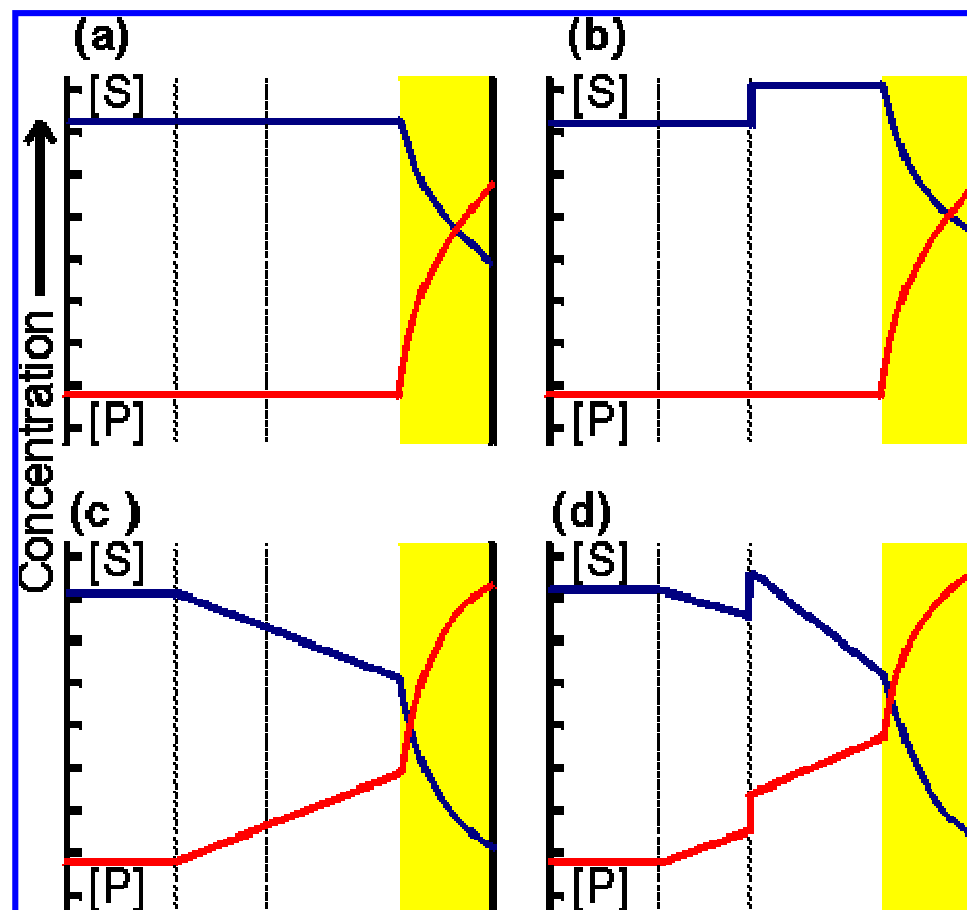 (a)
(b)
[S]
[S]
Concentration
[P]
[P]
(c )
(d)
[S]
[S]
[P]
[P]